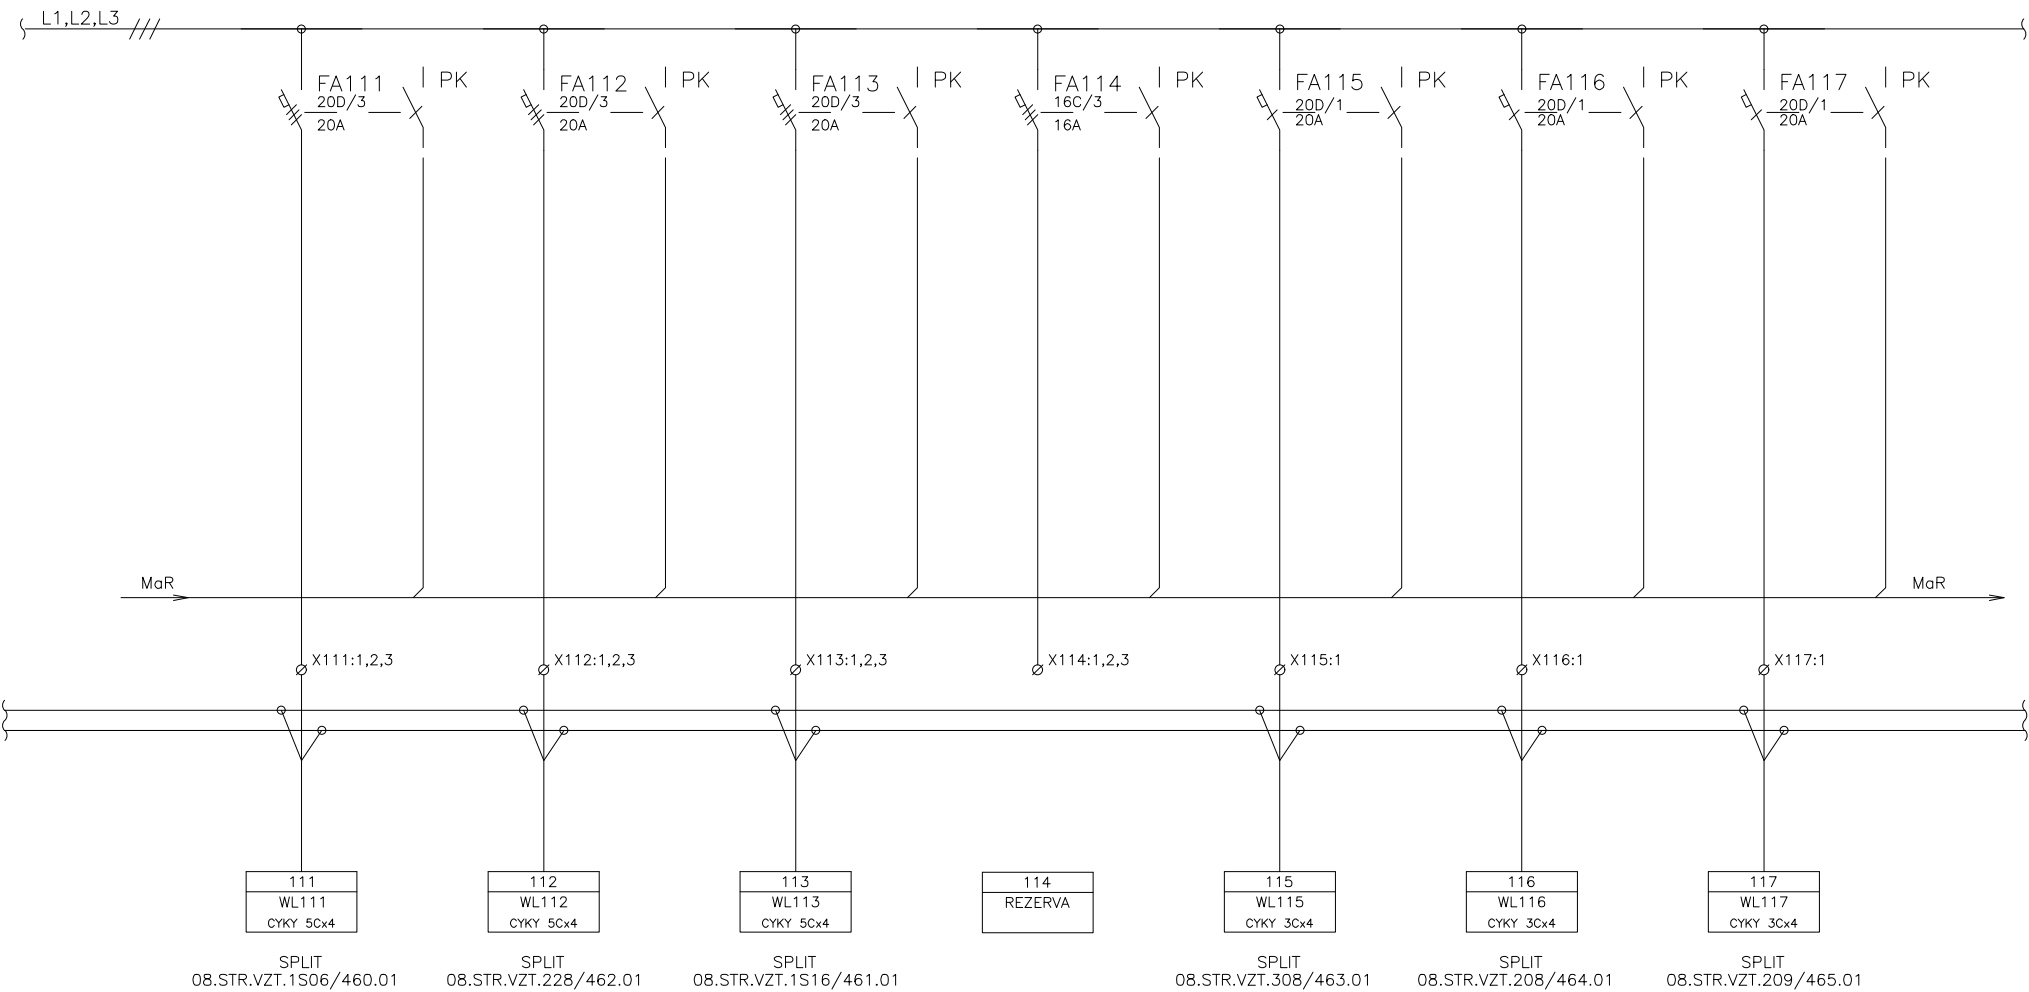 L1,L2,L3
FA111
20D/3
20A
PK
FA112
20D/3
20A
PK
FA113
20D/3
20A
PK
FA114
16C/3
16A
PK
FA115
20D/1
20A
PK
FA116
20D/1
20A
PK
FA117
20D/1
20A
PK
MaR
MaR
X111:1,2,3
X112:1,2,3
X113:1,2,3
X114:1,2,3
X115:1
X116:1
X117:1
111
WL111
CYKY 5Cx4
SPLIT
08.STR.VZT.1S06/460.01
112
WL112
CYKY 5Cx4
SPLIT
08.STR.VZT.228/462.01
113
WL113
CYKY 5Cx4
SPLIT
08.STR.VZT.1S16/461.01
114
REZERVA
115
WL115
CYKY 3Cx4
SPLIT
08.STR.VZT.308/463.01
116
WL116
CYKY 3Cx4
SPLIT
08.STR.VZT.208/464.01
117
WL117
CYKY 3Cx4
SPLIT
08.STR.VZT.209/465.01